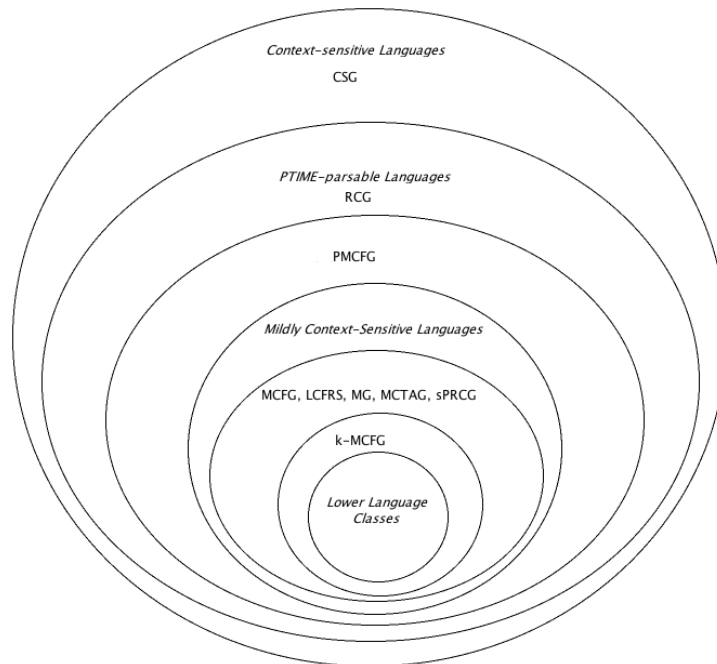 Context-sensitive Languages
CSG
PTIME-parsable Languages
RCG
PMCFG
Mildly Context-Sensitive Languages
MCFG, LCFRS, MG, MCTAG, sPRCG
k-MCFG
Lower Language
Classes